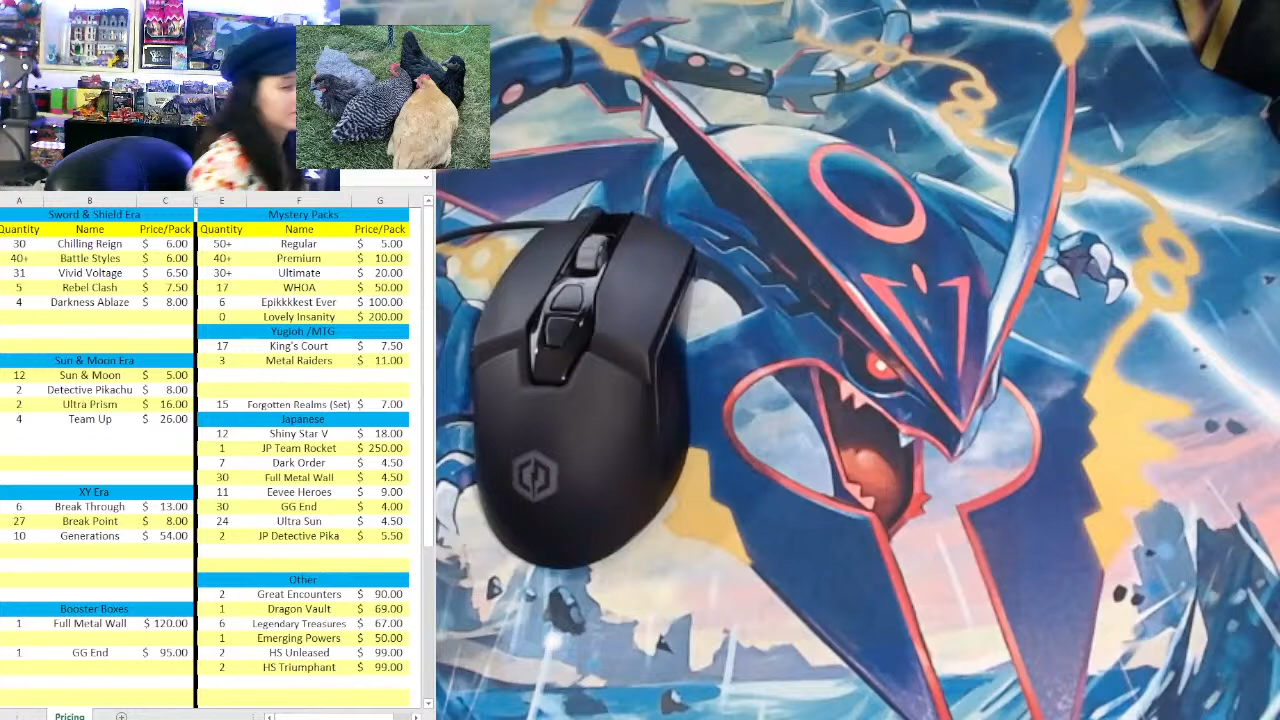 A B C E F G
Sword & Shield Era
Quantity Name Price/Pack
30 Chilling Reign $ 6.00
40+ Battle Styles $ 6.00
31 Vivid Voltage $ 6.50
5 Rebel Clash $ 7.50
4 Darkness Ablaze $ 8.00
Sun & Moon Era
12 Sun & Moon $ 5.00
2 Detective Pikachu $ 8.00
2 Ultra Prism $ 16.00
4 Team Up $ 26.00
XY Era
6 Break Through $ 13.00
27 Break Point $ 8.00
10 Generations $ 54.00
Booster Boxes
1 Full Metal Wall $ 120.00
1 GG End $ 95.00
Mystery Packs
Quantity Name Price/Pack
50+ Regular $ 5.00
40+ Premium $ 10.00
30+ Ultimate $ 20.00
17 WHOA $ 50.00
6 Epikkkkest Ever $ 100.00
0 Lovely Insanity $ 200.00
Yugioh /MTG
17 King's Court $ 7.50
3 Metal Raiders $ 11.00
15 Forgotten Realms (Set) $ 7.00
Japanese
12 Shiny Star V $ 18.00
1 JP Team Rocket $ 250.00
7 Dark Order $ 4.50
30 Full Metal Wall $ 4.50
11 Eevee Heroes $ 9.00
30 GG End $ 4.00
24 Ultra Sun $ 4.50
2 JP Detective Pika $ 5.50
Other
2 Great Encounters $ 90.00
1 Dragon Vault $ 69.00
6 Legendary Treasures $ 67.00
1 Emerging Powers $ 50.00
2 HS Unleased $ 99.00
2 HS Triumphant $ 99.00
Pricing